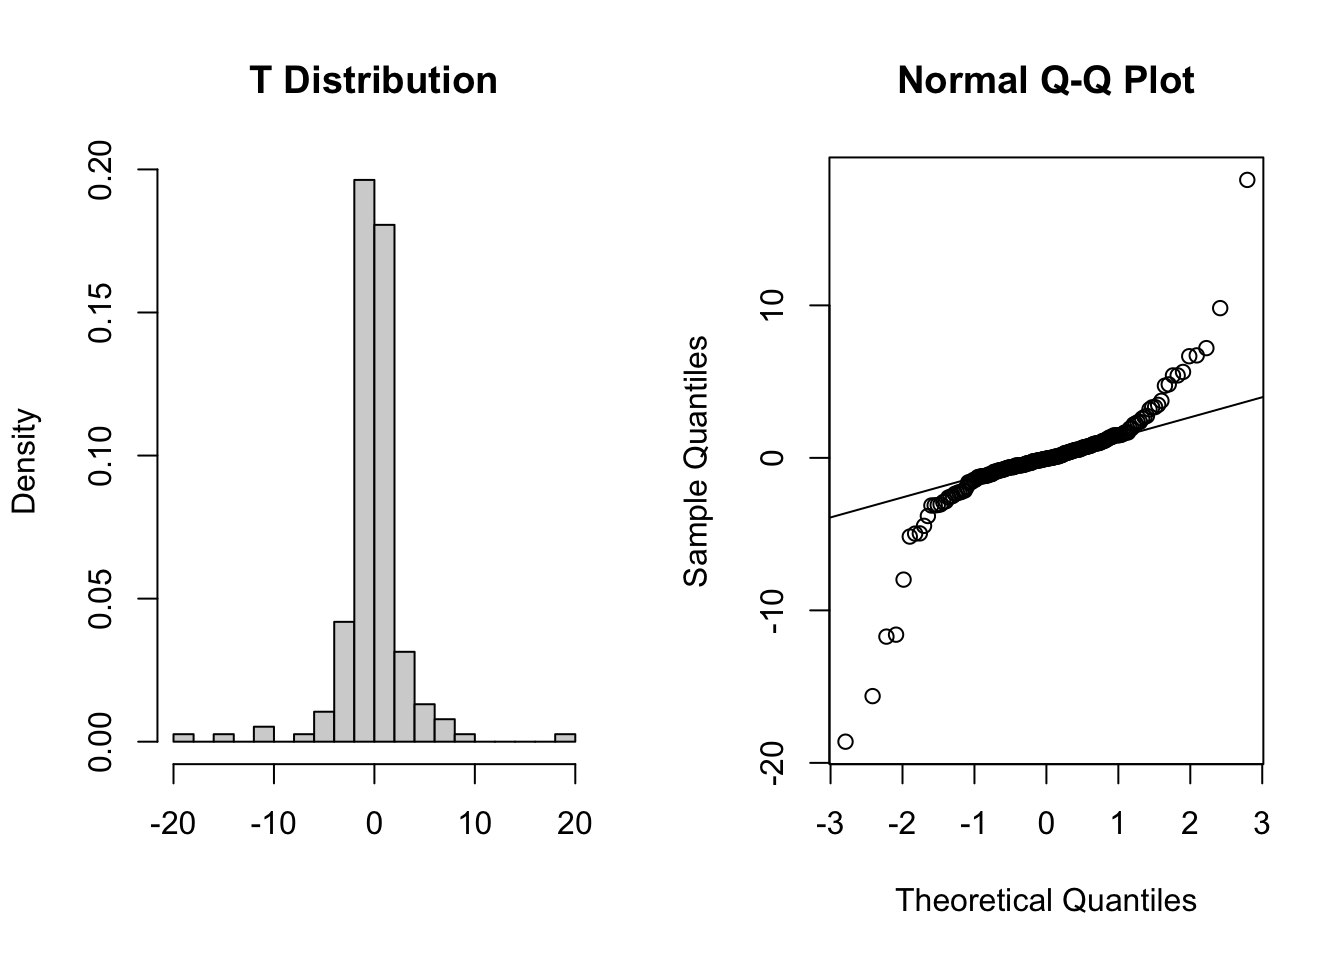 T Distribution
Density
0.20
0.15
0.10
0.05
0.00
-20 -10 0 10 20
Normal Q-Q Plot
Sample Quantiles
10
0
-10
-20
-3 -2 -1 0 1 2 3
Theoretical Quantiles